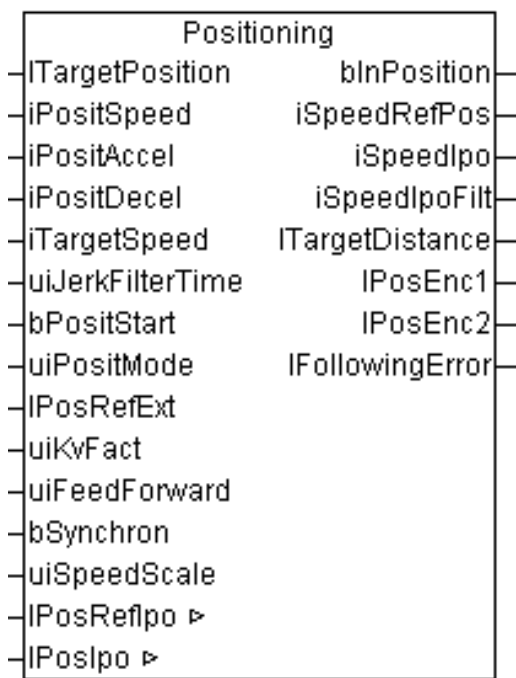 Positioning
lTargetPosition bInPosition
iPositSpeed iSpeedRefPos
iPositAccel iSpeedIpo
iPositDecel iSpeedIpoFilt
iTargetSpeed lTargetDistance
uiJerkFilterTime lPosEnc1
bPositStart lPosEnc2
uiPositMode lFollowingError
lPosRefExt
uiKvFact
uiFeedForward
bSynchron
uiSpeedScale
lPosRefIpo ▹
lPosIpo ▹